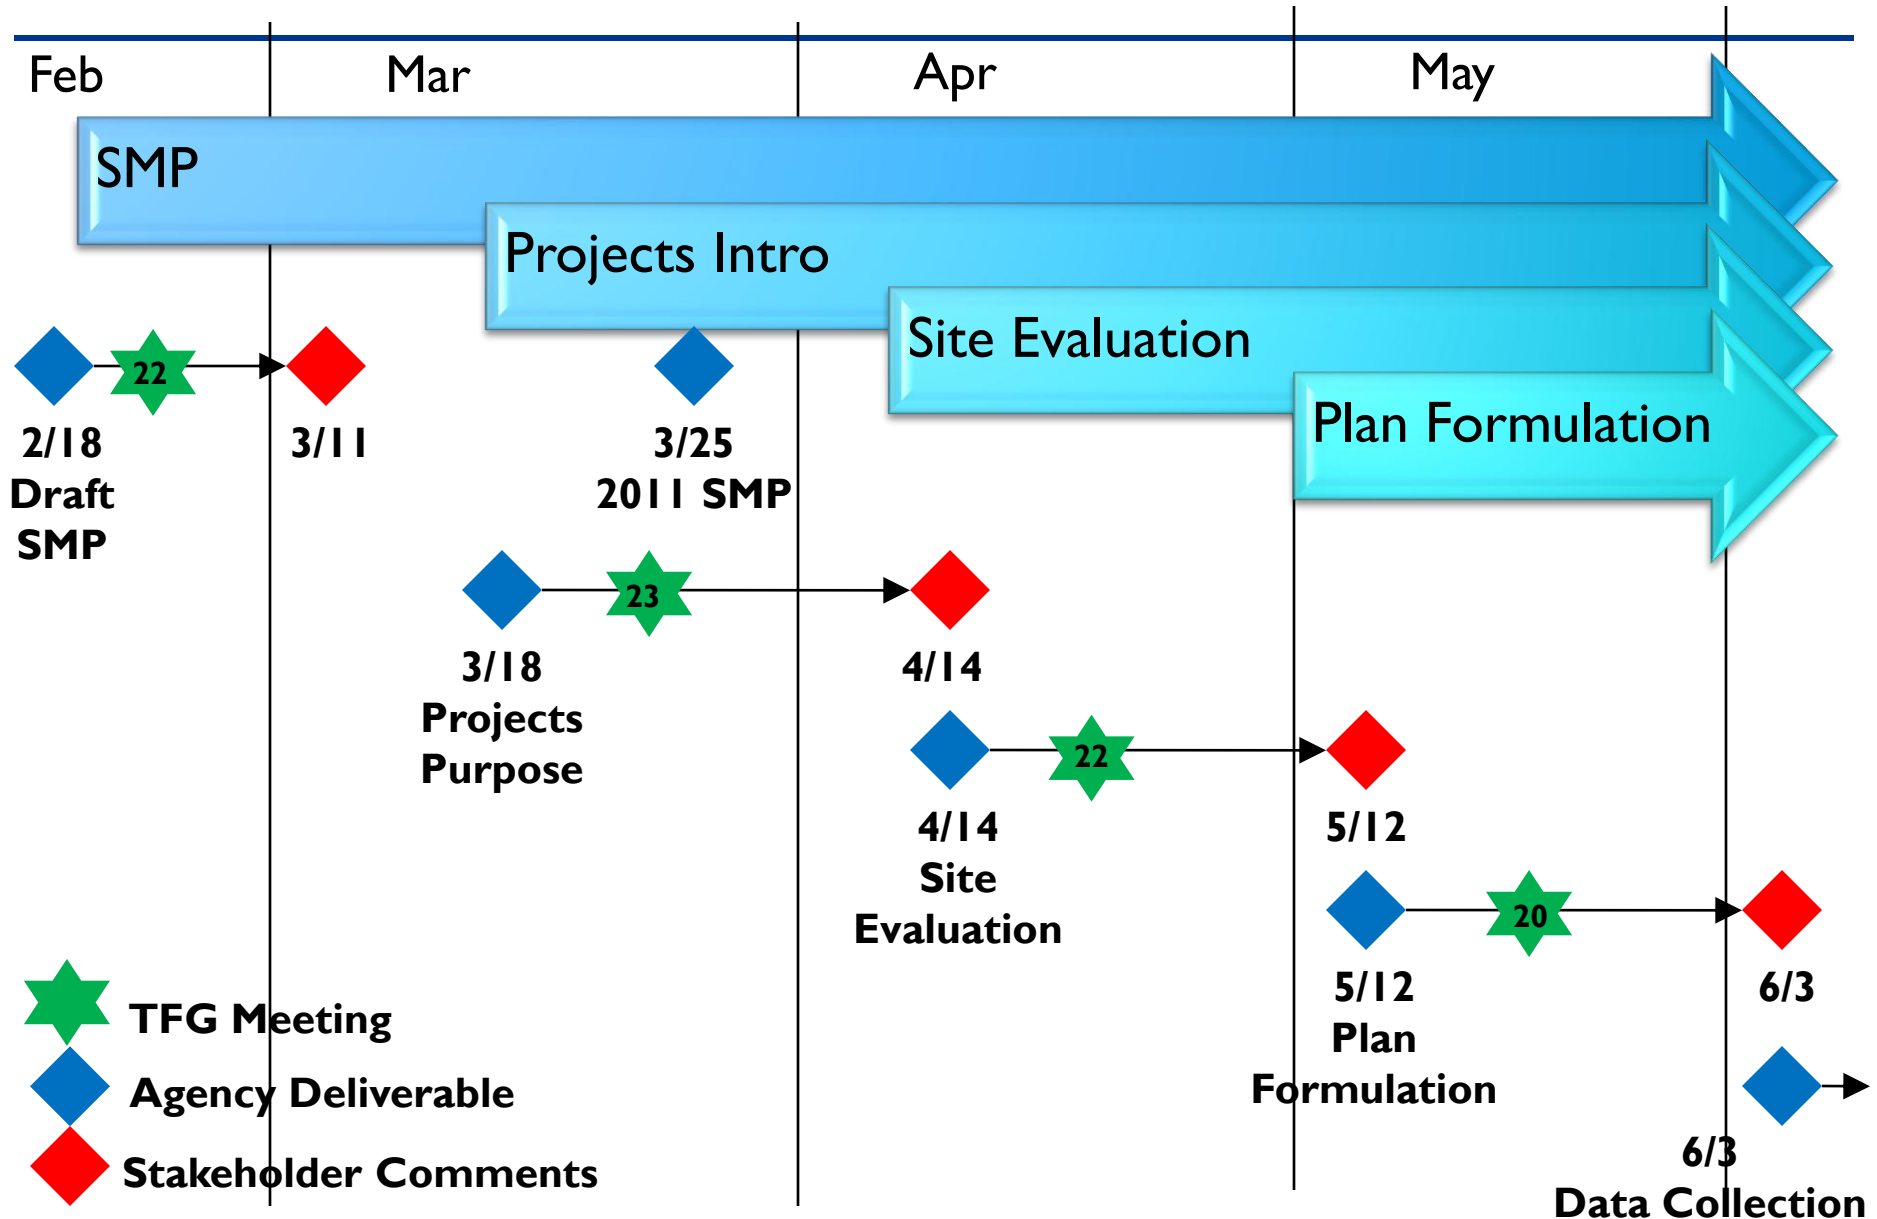 Feb
Mar
Apr
May
SMP
Projects Intro
Site Evaluation
Plan Formulation
22
2/18
Draft
SMP
3/11
3/25
2011 SMP
23
3/18
Projects
Purpose
4/14
22
4/14
Site
Evaluation
5/12
20
5/12
Plan
Formulation
6/3
6/3
Data Collection
TFG Meeting
Agency Deliverable
Stakeholder Comments